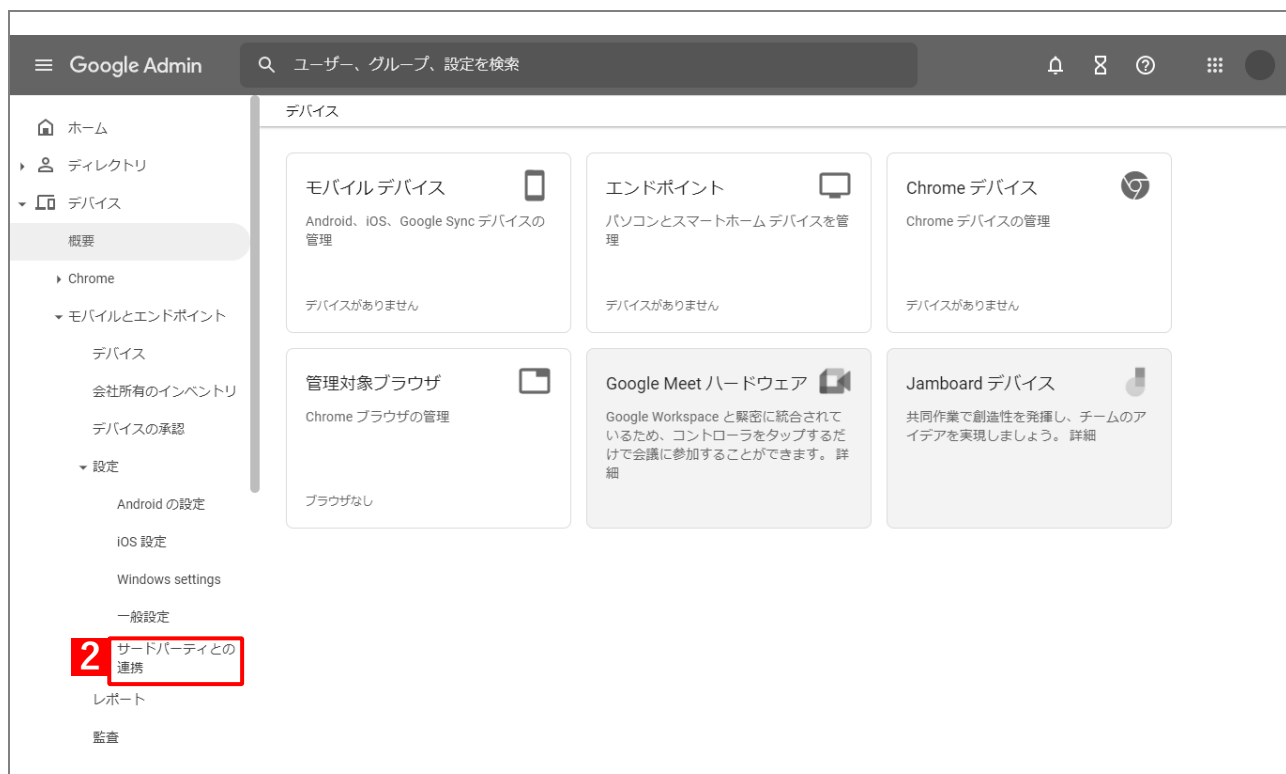 Google Admin
ユーザー、グループ、設定を検索
ホーム
ディレクトリ
デバイス
概要
Chrome
モバイルとエンドポイント
デバイス
会社所有のインベントリ
デバイスの承認
設定
Android の設定
iOS 設定
Windows settings
一般設定
2
サードパーティとの
連携
レポート
監査
デバイス
モバイル デバイス
Android、iOS、Google Sync デバイスの
管理
デバイスがありません
エンドポイント
パソコンとスマートホーム デバイスを管
理
デバイスがありません
Chrome デバイス
Chrome デバイスの管理
デバイスがありません
管理対象ブラウザ
Chrome ブラウザの管理
ブラウザなし
Google Meet ハードウェア
Google Workspace と緊密に統合されて
いるため、コントローラをタップするだ
けで会議に参加することができます。 詳
細
Jamboard デバイス
共同作業で創造性を発揮し、チームのア
イデアを実現しましょう。 詳細